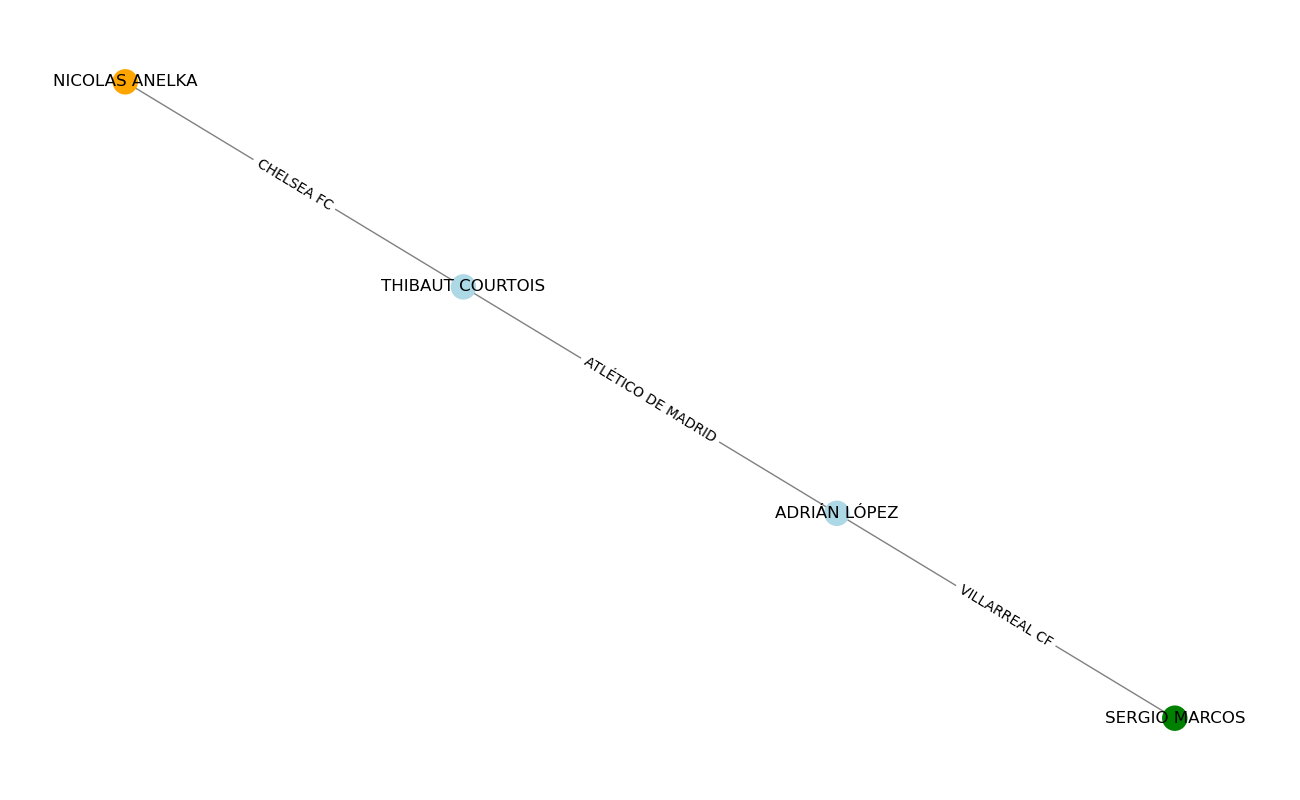 NICOLAS ANELKA
CHELSEA FC
THIBAUT COURTOIS
ATLÉTICO DE MADRID
ADRIÁN LÓPEZ
VILLARREAL CF
SERGIO MARCOS